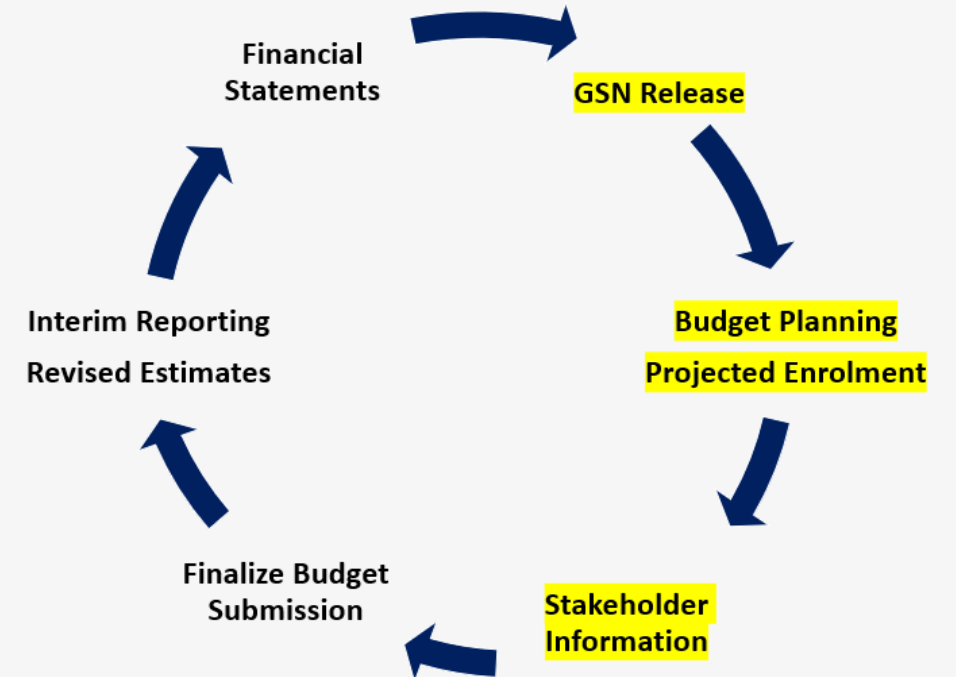 Financial
Statements
GSN Release
Budget Planning
Projected Enrolment
Stakeholder
Information
Finalize Budget
Submission
Interim Reporting
Revised Estimates